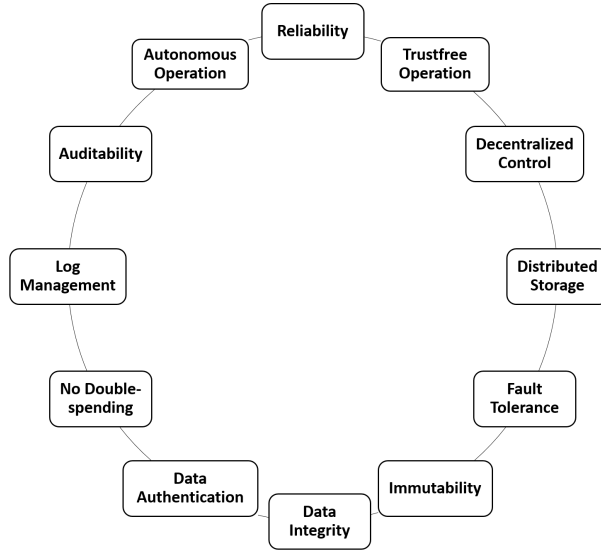 Reliability
Trustfree
Operation
Decentralized
Control
Distributed
Storage
Fault
Tolerance
Immutability
Data
Integrity
Data
Authentication
No Double-
spending
Log
Management
Auditability
Autonomous
Operation